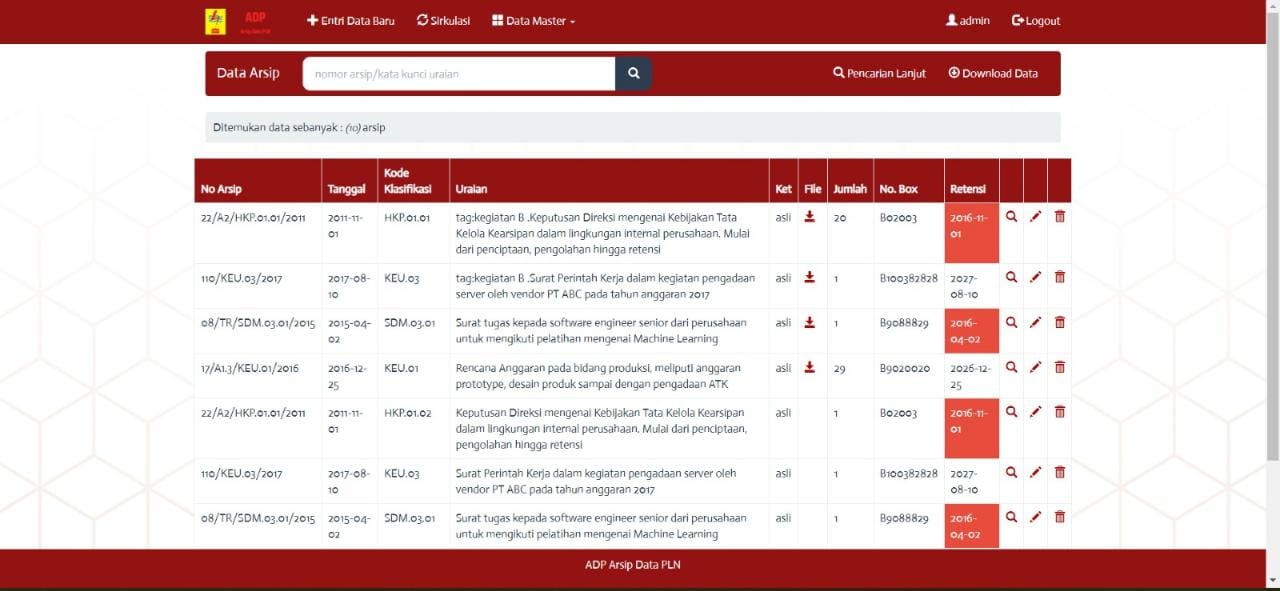 ADP
Entri Data Baru
Sirkulasi
Data Master
admin
Logout
Data Arsip
nomor arsip/kata kunci uraian
Pencarian Lanjut
Download Data
Ditemukan data sebanyak : (10) arsip
No Arsip Tanggal Kode Klasifikasi Uraian Ket File Jumlah No. Box Retensi
22/A2/HKP.01.01/2011 2011-11- HKP.01.01 tag:kegiatan B .Keputusan Direksi mengenai Kebijakan Tata asli 20 B02003 2016-11-
01 Kelola Kearsipan dalam lingkungan internal perusahaan. Mulai 01
dari penciptaan, pengolahan hingga retensi
110/KEU.03/2017 2017-08- KEU.03 tag:kegiatan B .Surat Perintah Kerja dalam kegiatan pengadaan asli 1 B100382828 2027-
10 server oleh vendor PT ABC pada tahun anggaran 2017 08-10
08/TR/SDM.03.01/2015 2015-04- SDM.03.01 Surat tugas kepada software engineer senior dari perusahaan asli 1 B9088829 2016-
02 untuk mengikuti pelatihan mengenai Machine Learning 04-02
17/A1.3/KEU.01/2016 2016-12- KEU.01 Rencana Anggaran pada bidang produksi, meliputi anggaran asli 29 B9020020 2026-12-
25 prototype, desain produk sampai dengan pengadaan ATK 25
22/A2/HKP.01.01/2011 2011-11- HKP.01.02 Keputusan Direksi mengenai Kebijakan Tata Kelola Kearsipan asli 1 B02003 2016-11-
01 dalam lingkungan internal perusahaan. Mulai dari penciptaan, 01
pengolahan hingga retensi
110/KEU.03/2017 2017-08- KEU.03 Surat Perintah Kerja dalam kegiatan pengadaan server oleh asli 1 B100382828 2027-
10 vendor PT ABC pada tahun anggaran 2017 08-10
08/TR/SDM.03.01/2015 2015-04- SDM.03.01 Surat tugas kepada software engineer senior dari perusahaan asli 1 B9088829 2016-
02 untuk mengikuti pelatihan mengenai Machine Learning 04-02
ADP Arsip Data PLN